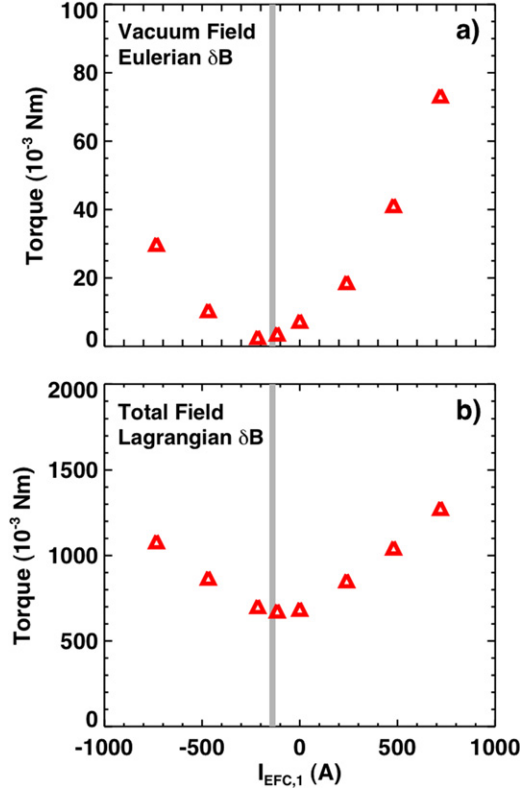 100
Vacuum Field
Eulerian δB
a)
80
60
40
20
0
Torque (10⁻³ Nm)
2000
Total Field
Lagrangian δB
b)
1500
1000
500
0
Torque (10⁻³ Nm)
-1000 -500 0 500 1000
I_EFC,1 (A)